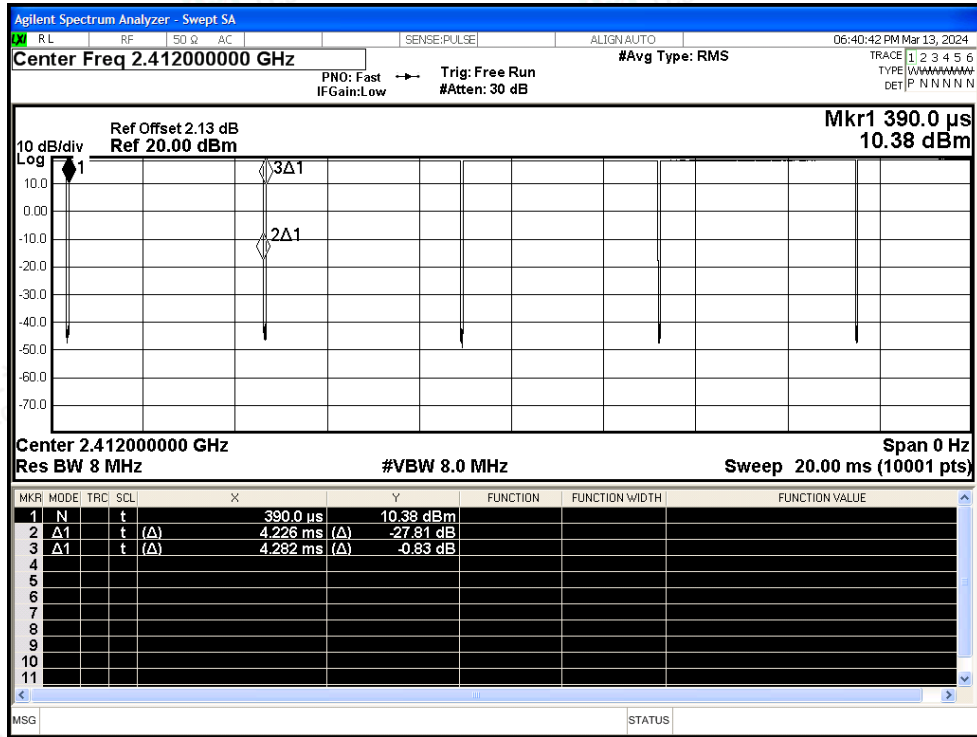 Agilent Spectrum Analyzer - Swept SA
LXI RL RF 50 Ω AC SENSE:PULSE ALIGN AUTO 06:40:42 PM Mar 13, 2024
Center Freq 2.412000000 GHz #Avg Type: RMS TRACE 1 2 3 4 5 6
PNO: Fast Trig: Free Run TYPE WWWWWW
IFGain:Low #Atten: 30 dB DET P N N N N N
Mkr1 390.0 µs
Ref Offset 2.13 dB
10 dB/div Ref 20.00 dBm 10.38 dBm
Log
1 3Δ1
10.0
0.00
2Δ1
-10.0
-20.0
-30.0
-40.0
-50.0
-60.0
-70.0
Center 2.412000000 GHz Span 0 Hz
Res BW 8 MHz #VBW 8.0 MHz Sweep 20.00 ms (10001 pts)
MKR MODE TRC SCL X Y FUNCTION FUNCTION WIDTH FUNCTION VALUE
1 N t 390.0 µs 10.38 dBm
2 Δ1 t (Δ) 4.226 ms (Δ) -27.81 dB
3 Δ1 t (Δ) 4.282 ms (Δ) -0.83 dB
4
5
6
7
8
9
10
11
MSG STATUS